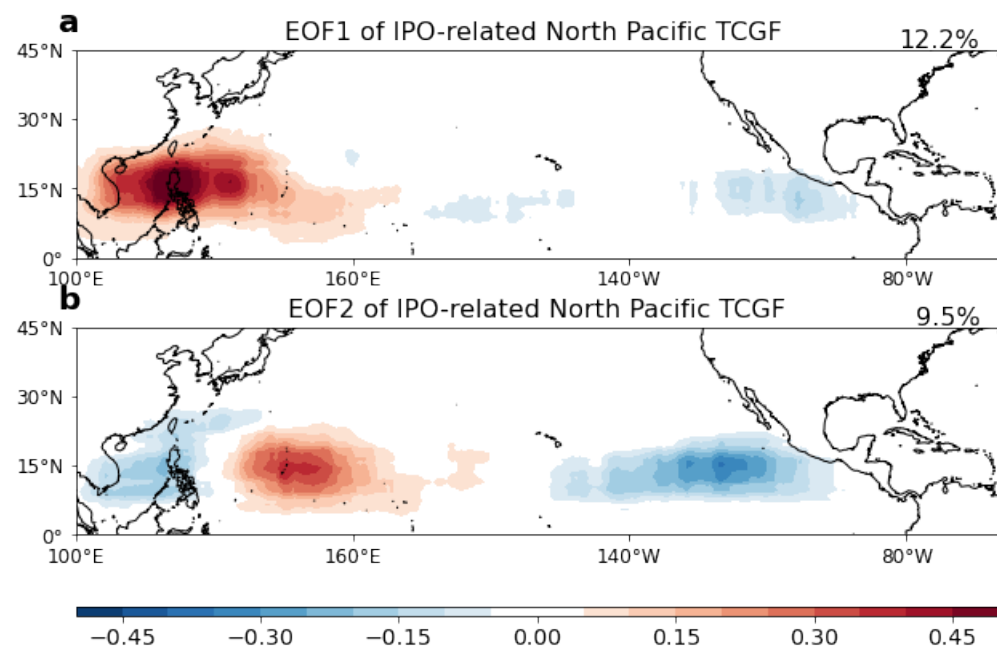 a
EOF1 of IPO-related North Pacific TCGF
12.2%
45°N
30°N
15°N
0°
100°E 160°E 140°W 80°W
b
EOF2 of IPO-related North Pacific TCGF
9.5%
45°N
30°N
15°N
0°
100°E 160°E 140°W 80°W
−0.45 −0.30 −0.15 0.00 0.15 0.30 0.45